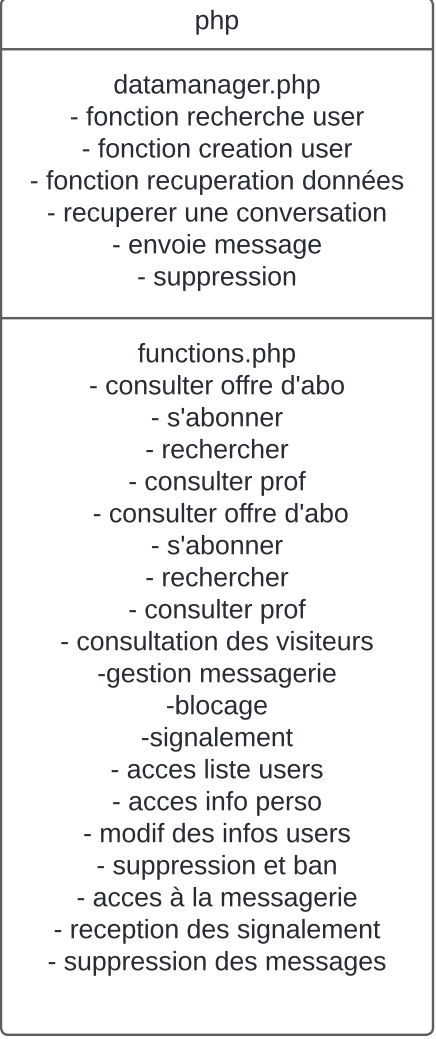 php
datamanager.php
- fonction recherche user
- fonction creation user
- fonction recuperation données
- recuperer une conversation
- envoie message
- suppression
functions.php
- consulter offre d'abo
- s'abonner
- rechercher
- consulter prof
- consulter offre d'abo
- s'abonner
- rechercher
- consulter prof
- consultation des visiteurs
-gestion messagerie
-blocage
-signalement
- acces liste users
- acces info perso
- modif des infos users
- suppression et ban
- acces à la messagerie
- reception des signalement
- suppression des messages